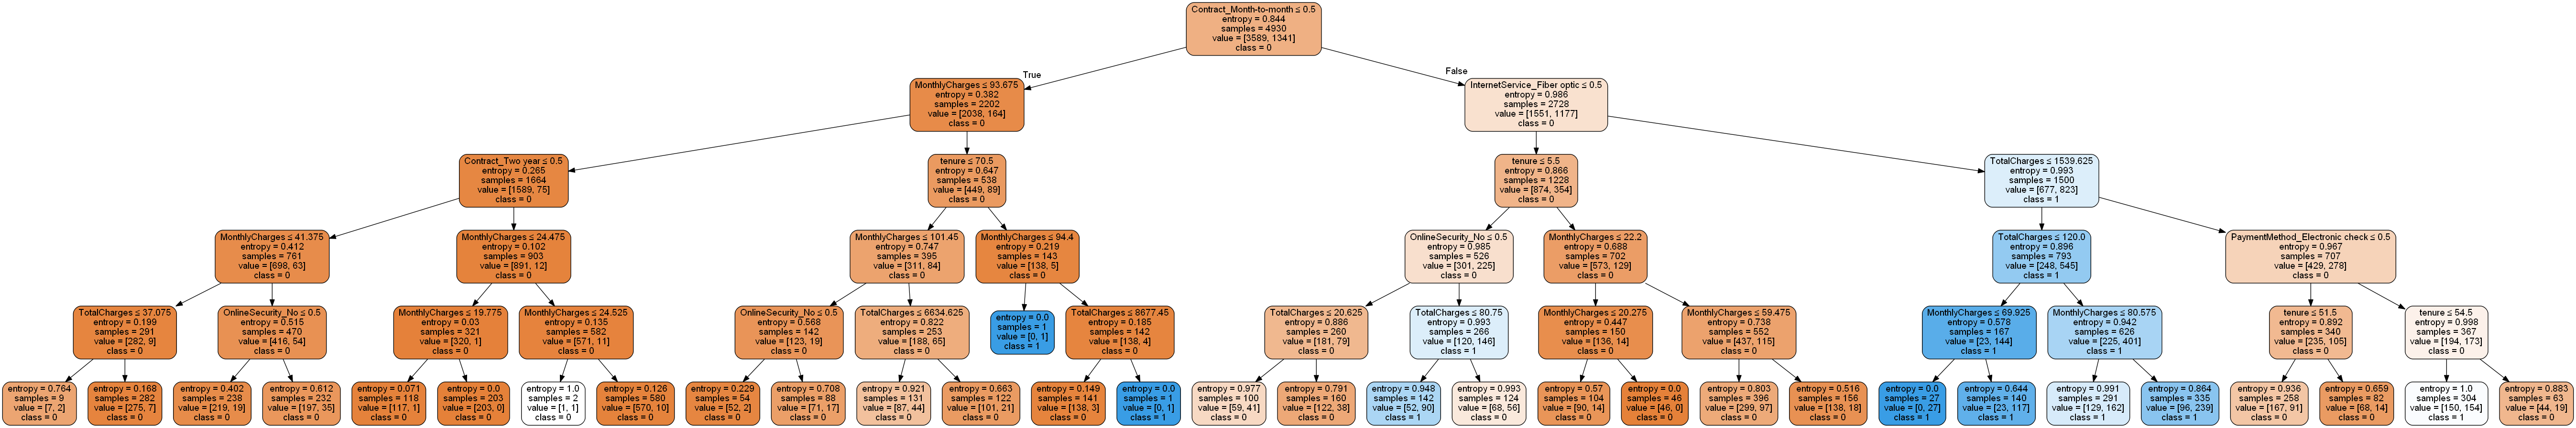 Contract_Month-to-month ≤ 0.5
entropy = 0.844
samples = 4930
value = [3589, 1341]
class = 0
True
False
MonthlyCharges ≤ 93.675
entropy = 0.382
samples = 2202
value = [2038, 164]
class = 0
InternetService_Fiber optic ≤ 0.5
entropy = 0.986
samples = 2728
value = [1551, 1177]
class = 0
Contract_Two year ≤ 0.5
entropy = 0.265
samples = 1664
value = [1589, 75]
class = 0
tenure ≤ 70.5
entropy = 0.647
samples = 538
value = [449, 89]
class = 0
tenure ≤ 5.5
entropy = 0.866
samples = 1228
value = [874, 354]
class = 0
TotalCharges ≤ 1539.625
entropy = 0.993
samples = 1500
value = [677, 823]
class = 1
MonthlyCharges ≤ 41.375
entropy = 0.412
samples = 761
value = [698, 63]
class = 0
MonthlyCharges ≤ 24.475
entropy = 0.102
samples = 903
value = [891, 12]
class = 0
MonthlyCharges ≤ 101.45
entropy = 0.747
samples = 395
value = [311, 84]
class = 0
MonthlyCharges ≤ 94.4
entropy = 0.219
samples = 143
value = [138, 5]
class = 0
OnlineSecurity_No ≤ 0.5
entropy = 0.985
samples = 526
value = [301, 225]
class = 0
MonthlyCharges ≤ 22.2
entropy = 0.688
samples = 702
value = [573, 129]
class = 0
TotalCharges ≤ 120.0
entropy = 0.896
samples = 793
value = [248, 545]
class = 1
PaymentMethod_Electronic check ≤ 0.5
entropy = 0.967
samples = 707
value = [429, 278]
class = 0
TotalCharges ≤ 37.075
entropy = 0.199
samples = 291
value = [282, 9]
class = 0
OnlineSecurity_No ≤ 0.5
entropy = 0.515
samples = 470
value = [416, 54]
class = 0
MonthlyCharges ≤ 19.775
entropy = 0.03
samples = 321
value = [320, 1]
class = 0
MonthlyCharges ≤ 24.525
entropy = 0.135
samples = 582
value = [571, 11]
class = 0
OnlineSecurity_No ≤ 0.5
entropy = 0.568
samples = 142
value = [123, 19]
class = 0
TotalCharges ≤ 6634.625
entropy = 0.822
samples = 253
value = [188, 65]
class = 0
entropy = 0.0
samples = 1
value = [0, 1]
class = 1
TotalCharges ≤ 8677.45
entropy = 0.185
samples = 142
value = [138, 4]
class = 0
TotalCharges ≤ 20.625
entropy = 0.886
samples = 260
value = [181, 79]
class = 0
TotalCharges ≤ 80.75
entropy = 0.993
samples = 266
value = [120, 146]
class = 1
MonthlyCharges ≤ 20.275
entropy = 0.447
samples = 150
value = [136, 14]
class = 0
MonthlyCharges ≤ 59.475
entropy = 0.738
samples = 552
value = [437, 115]
class = 0
MonthlyCharges ≤ 69.925
entropy = 0.578
samples = 167
value = [23, 144]
class = 1
MonthlyCharges ≤ 80.575
entropy = 0.942
samples = 626
value = [225, 401]
class = 1
tenure ≤ 51.5
entropy = 0.892
samples = 340
value = [235, 105]
class = 0
tenure ≤ 54.5
entropy = 0.998
samples = 367
value = [194, 173]
class = 0
entropy = 0.764
samples = 9
value = [7, 2]
class = 0
entropy = 0.168
samples = 282
value = [275, 7]
class = 0
entropy = 0.402
samples = 238
value = [219, 19]
class = 0
entropy = 0.612
samples = 232
value = [197, 35]
class = 0
entropy = 0.071
samples = 118
value = [117, 1]
class = 0
entropy = 0.0
samples = 203
value = [203, 0]
class = 0
entropy = 1.0
samples = 2
value = [1, 1]
class = 0
entropy = 0.126
samples = 580
value = [570, 10]
class = 0
entropy = 0.229
samples = 54
value = [52, 2]
class = 0
entropy = 0.708
samples = 88
value = [71, 17]
class = 0
entropy = 0.921
samples = 131
value = [87, 44]
class = 0
entropy = 0.663
samples = 122
value = [101, 21]
class = 0
entropy = 0.149
samples = 141
value = [138, 3]
class = 0
entropy = 0.0
samples = 1
value = [0, 1]
class = 1
entropy = 0.977
samples = 100
value = [59, 41]
class = 0
entropy = 0.791
samples = 160
value = [122, 38]
class = 0
entropy = 0.948
samples = 142
value = [52, 90]
class = 1
entropy = 0.993
samples = 124
value = [68, 56]
class = 0
entropy = 0.57
samples = 104
value = [90, 14]
class = 0
entropy = 0.0
samples = 46
value = [46, 0]
class = 0
entropy = 0.803
samples = 396
value = [299, 97]
class = 0
entropy = 0.516
samples = 156
value = [138, 18]
class = 0
entropy = 0.0
samples = 27
value = [0, 27]
class = 1
entropy = 0.644
samples = 140
value = [23, 117]
class = 1
entropy = 0.991
samples = 291
value = [129, 162]
class = 1
entropy = 0.864
samples = 335
value = [96, 239]
class = 1
entropy = 0.936
samples = 258
value = [167, 91]
class = 0
entropy = 0.659
samples = 82
value = [68, 14]
class = 0
entropy = 1.0
samples = 304
value = [150, 154]
class = 1
entropy = 0.883
samples = 63
value = [44, 19]
class = 0